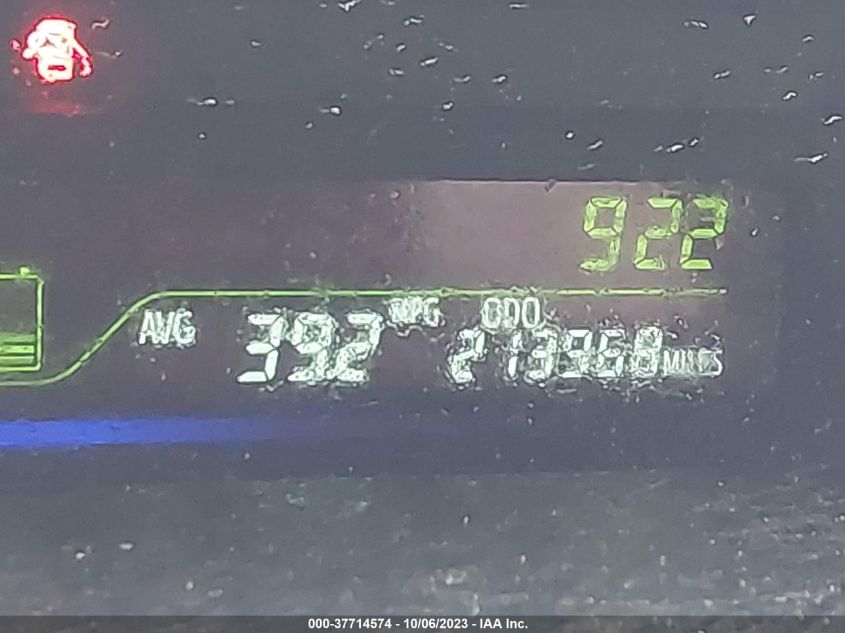 922
AVG 392 MPG ODO 213968 MILES
000-37714574 - 10/06/2023 - IAA Inc.